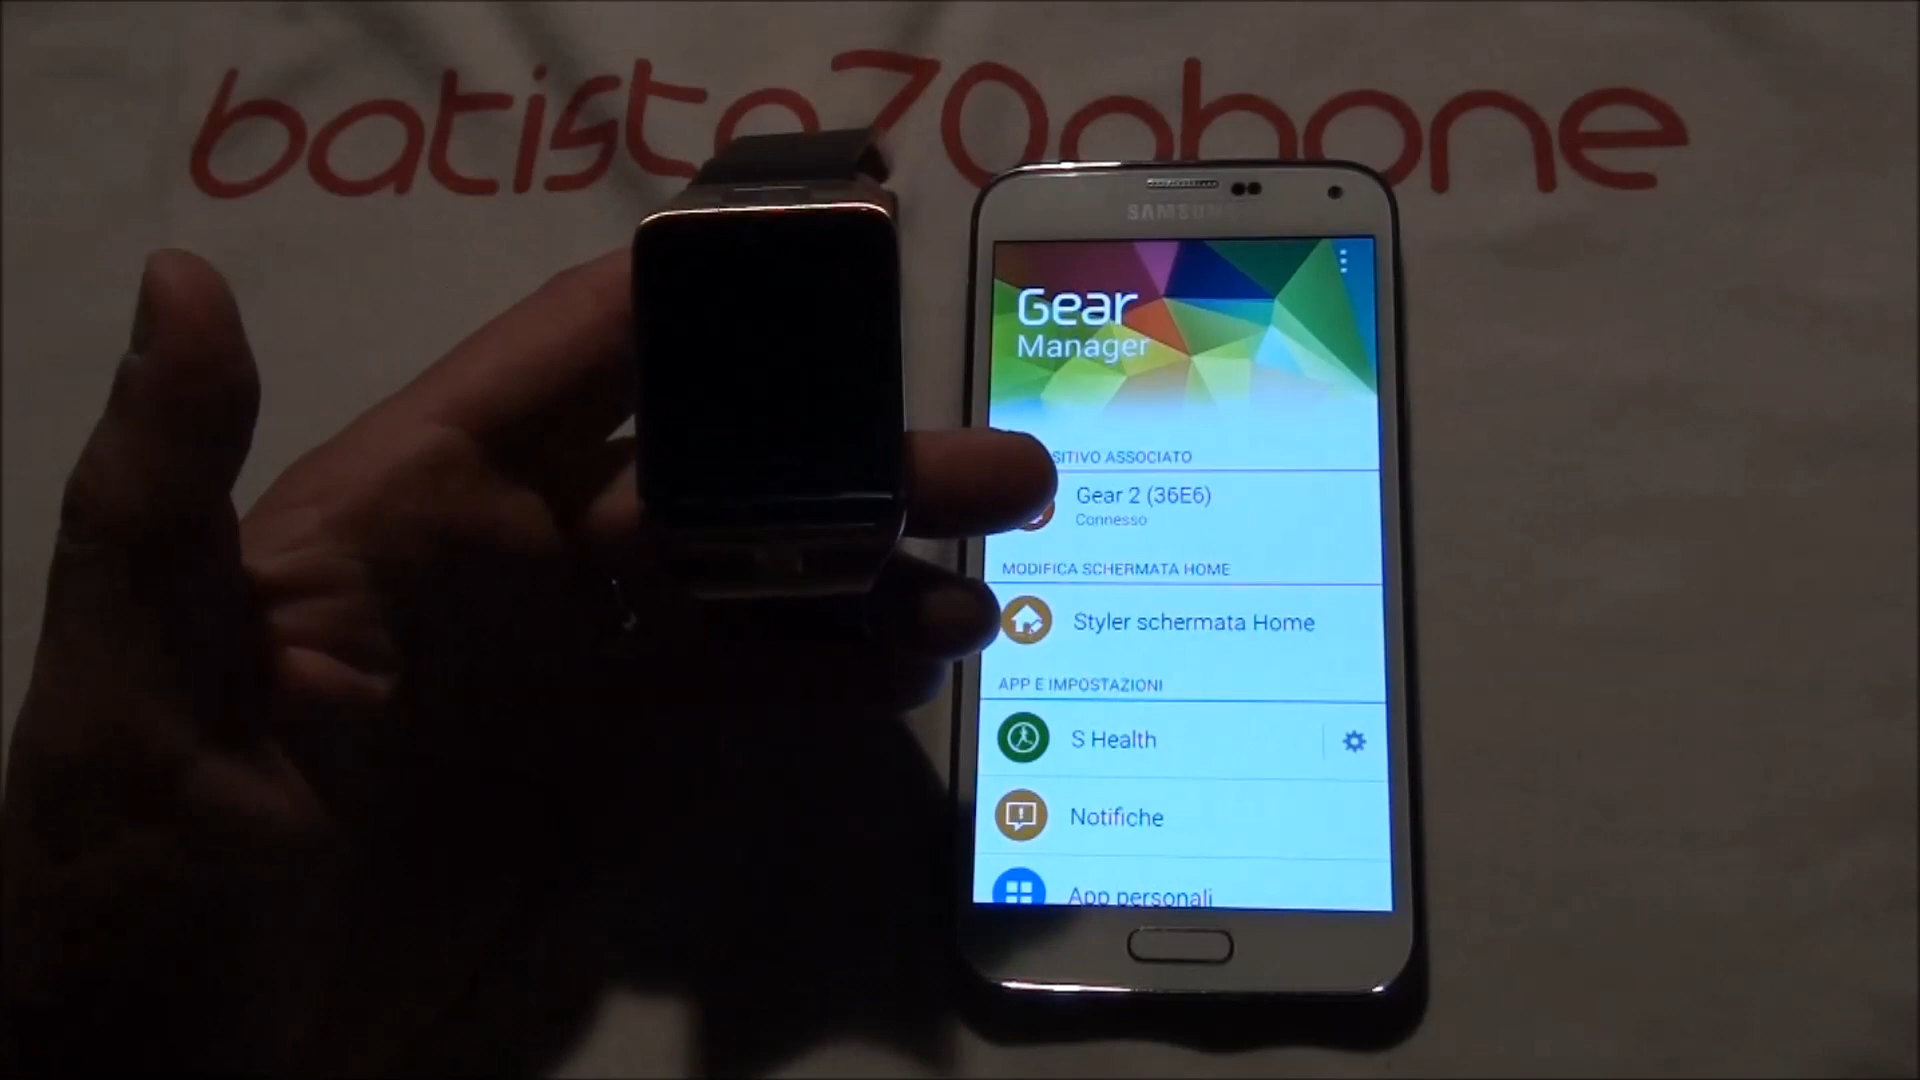 batista70phone
SAMSUNG
Gear
Manager
SITIVO ASSOCIATO
Gear 2 (36E6)
Connesso
MODIFICA SCHERMATA HOME
Styler schermata Home
APP E IMPOSTAZIONI
S Health
Notifiche
App personali